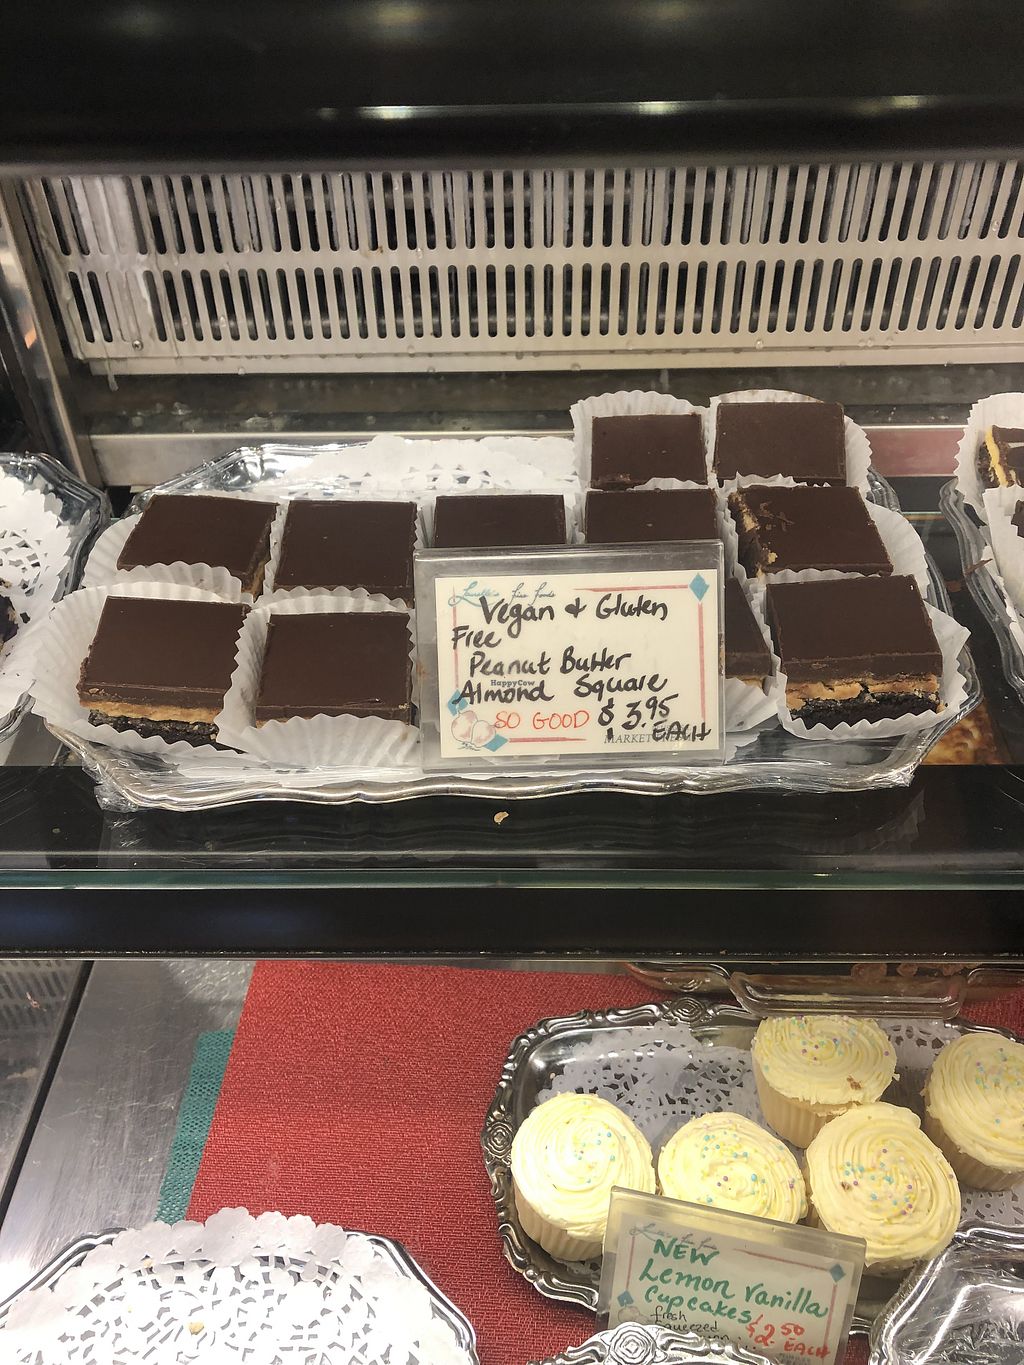 Vegan & Gluten
Free
Peanut Butter
HappyCow
Almond Square
SO GOOD $3.95
EACH
MARKET
NEW
Lemon Vanilla
Cupcakes
fresh
squeezed
$2.50
EACH